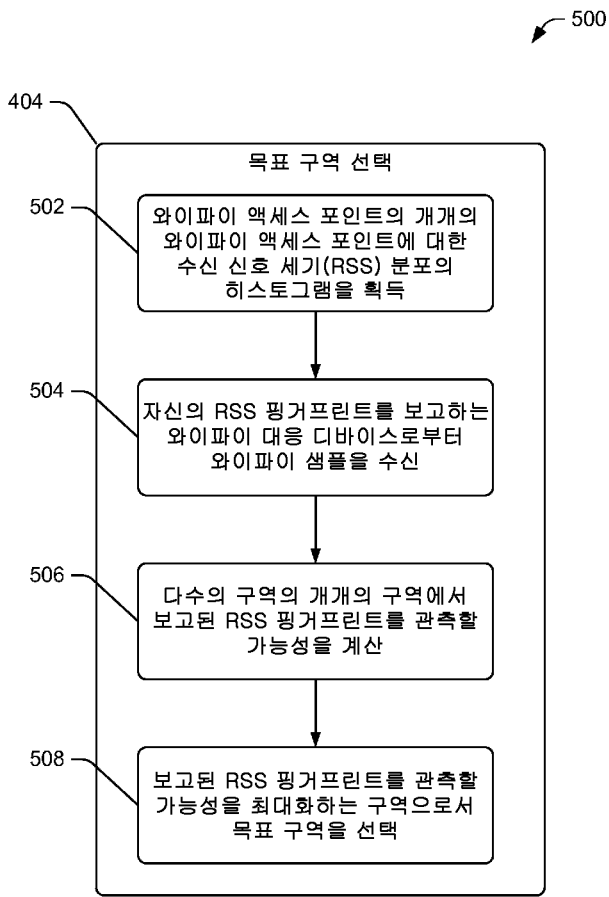 500
404
목표 구역 선택
502
와이파이 액세스 포인트의 개개의
와이파이 액세스 포인트에 대한
수신 신호 세기(RSS) 분포의
히스토그램을 획득
504
자신의 RSS 핑거프린트를 보고하는
와이파이 대응 디바이스로부터
와이파이 샘플을 수신
506
다수의 구역의 개개의 구역에서
보고된 RSS 핑거프린트를 관측할
가능성을 계산
508
보고된 RSS 핑거프린트를 관측할
가능성을 최대화하는 구역으로서
목표 구역을 선택